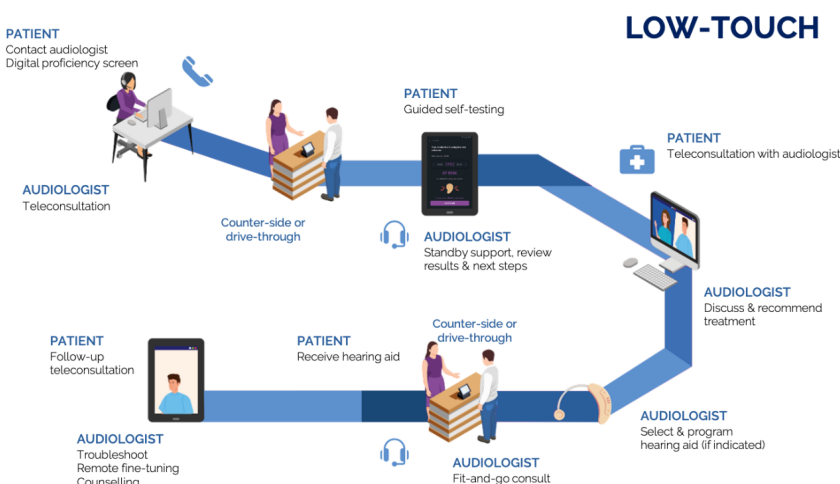 LOW-TOUCH
PATIENT
Contact audiologist
Digital proficiency screen
AUDIOLOGIST
Teleconsultation
Counter-side or
drive-through
PATIENT
Guided self-testing
AUDIOLOGIST
Standby support, review
results & next steps
PATIENT
Teleconsultation with audiologist
AUDIOLOGIST
Discuss & recommend
treatment
AUDIOLOGIST
Select & program
hearing aid (if indicated)
Counter-side or
drive-through
PATIENT
Receive hearing aid
AUDIOLOGIST
Fit-and-go consult
PATIENT
Follow-up
teleconsultation
AUDIOLOGIST
Troubleshoot
Remote fine-tuning
Counselling